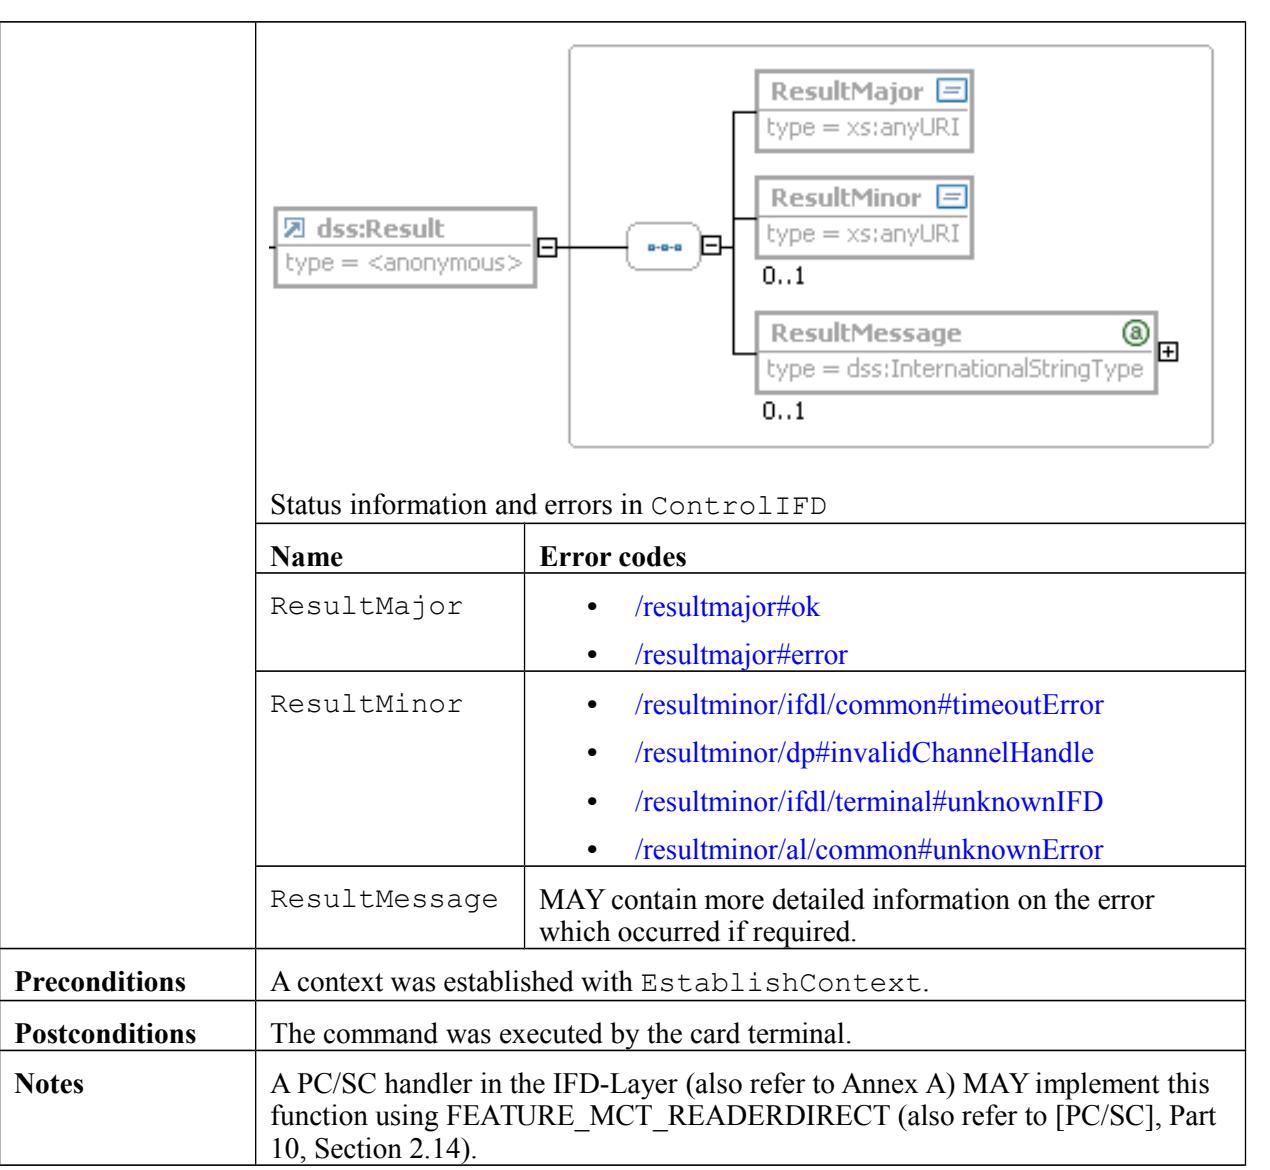 ResultMajor
type = xs:anyURI
ResultMinor
type = xs:anyURI
0..1
dss:Result
type = <anonymous>
ResultMessage
type = dss:InternationalStringType
0..1
Status information and errors in ControlIFD
Name Error codes
ResultMajor • /resultmajor#ok
• /resultmajor#error
ResultMinor • /resultminor/ifdl/common#timeoutError
• /resultminor/dp#invalidChannelHandle
• /resultminor/ifdl/terminal#unknownIFD
• /resultminor/al/common#unknownError
ResultMessage MAY contain more detailed information on the error
which occurred if required.
Preconditions A context was established with EstablishContext.
Postconditions The command was executed by the card terminal.
Notes A PC/SC handler in the IFD-Layer (also refer to Annex A) MAY implement this
function using FEATURE_MCT_READERDIRECT (also refer to [PC/SC], Part
10, Section 2.14).